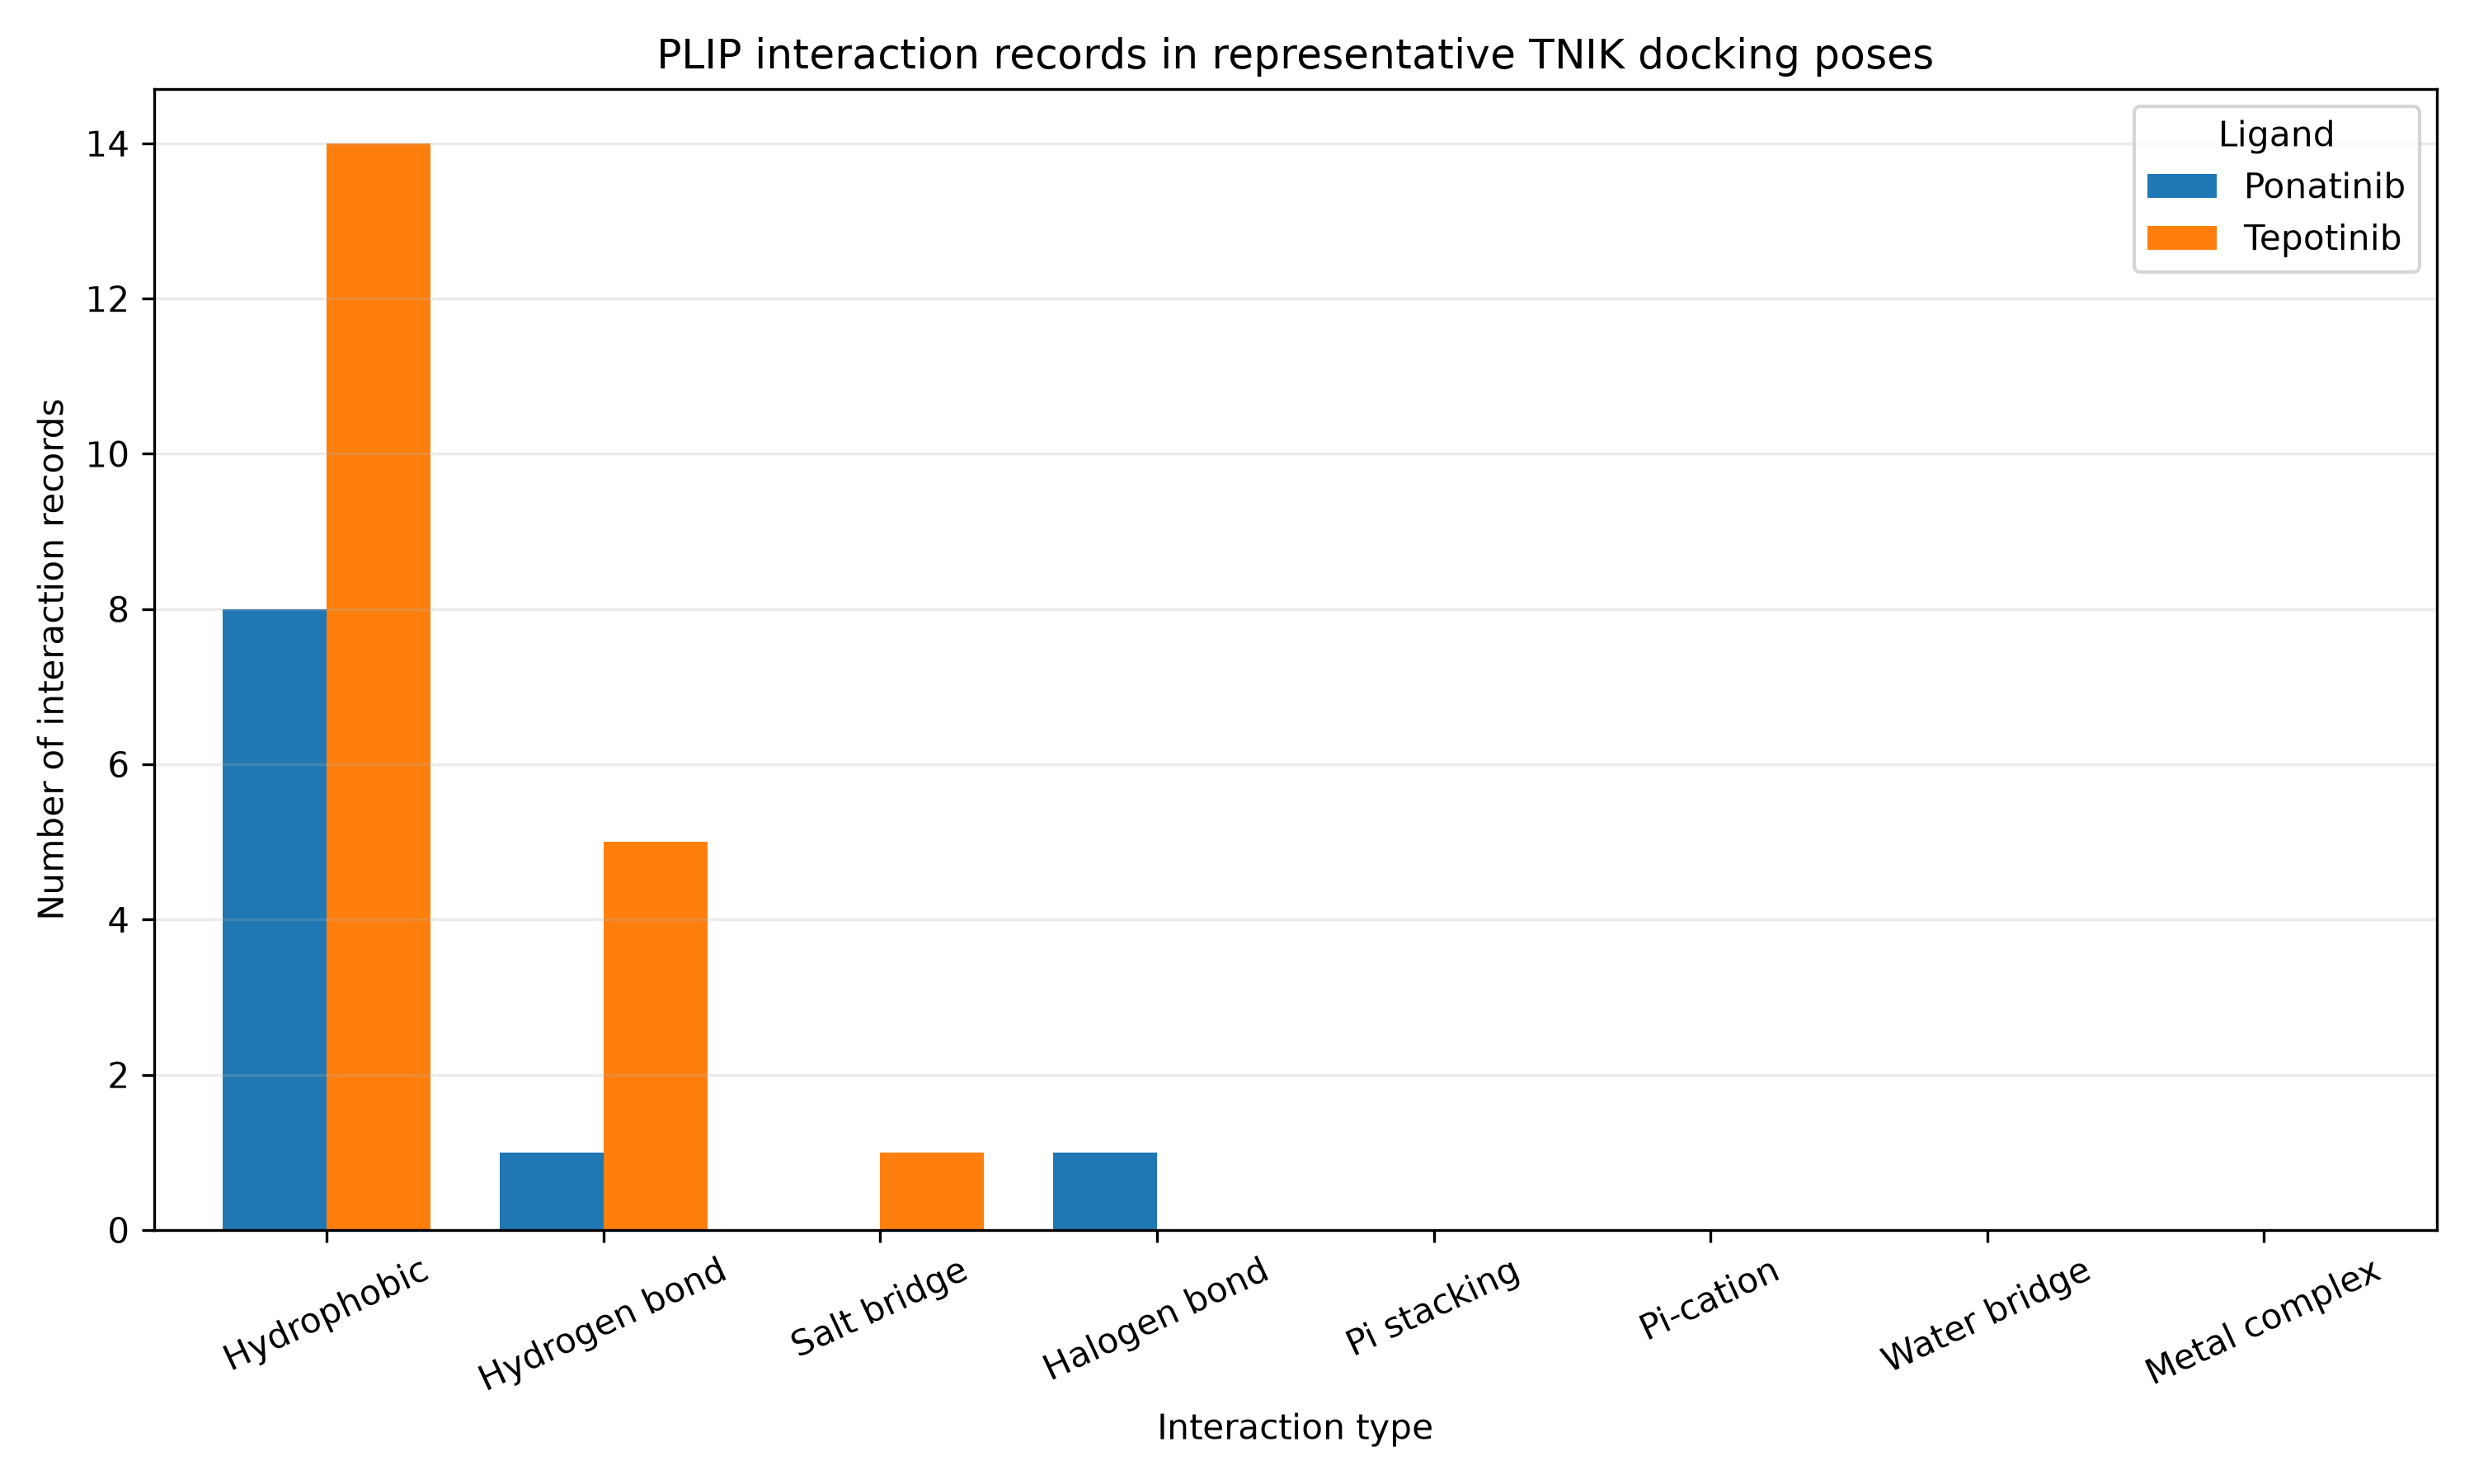 PLIP interaction records in representative TNIK docking poses
Ligand
Ponatinib
Tepotinib
Number of interaction records
14
12
10
8
6
4
2
0
Hydrophobic
Hydrogen bond
Salt bridge
Halogen bond
Pi stacking
Pi-cation
Water bridge
Metal complex
Interaction type